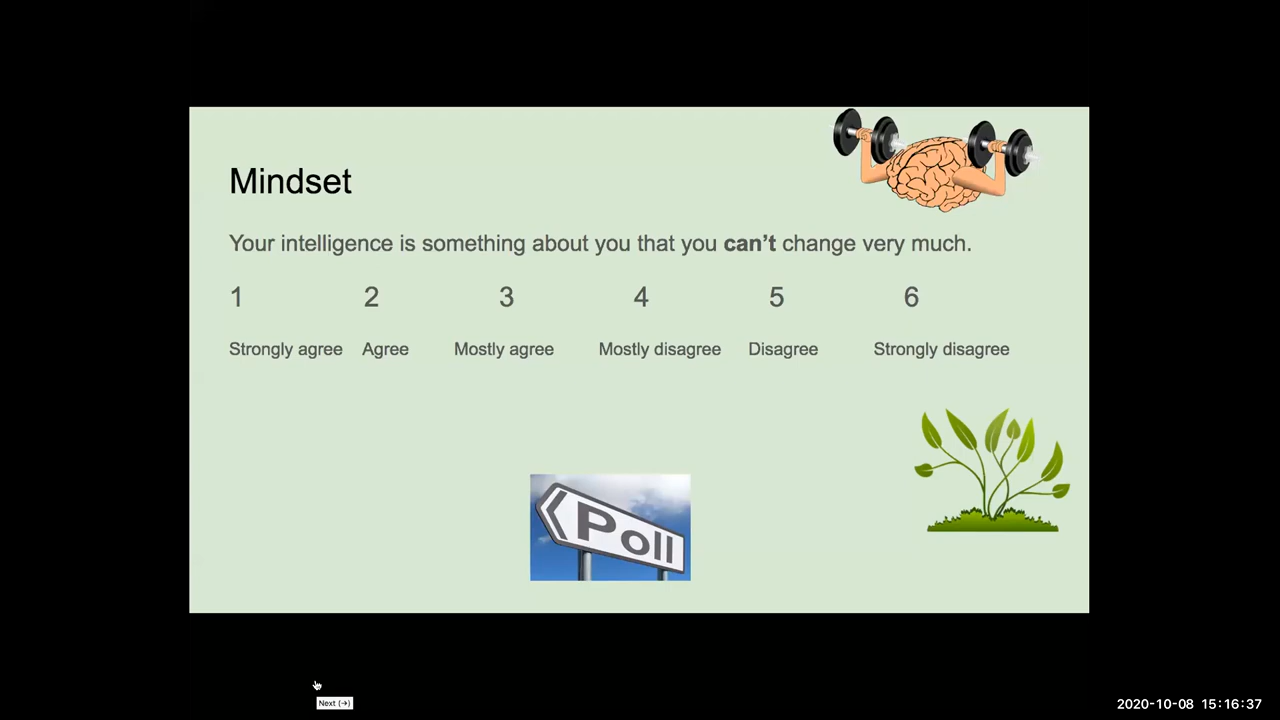 Mindset
Your intelligence is something about you that you can't change very much.
1 2 3 4 5 6
Strongly agree Agree Mostly agree Mostly disagree Disagree Strongly disagree
Poll
Next (→)
2020-10-08 15:16:37